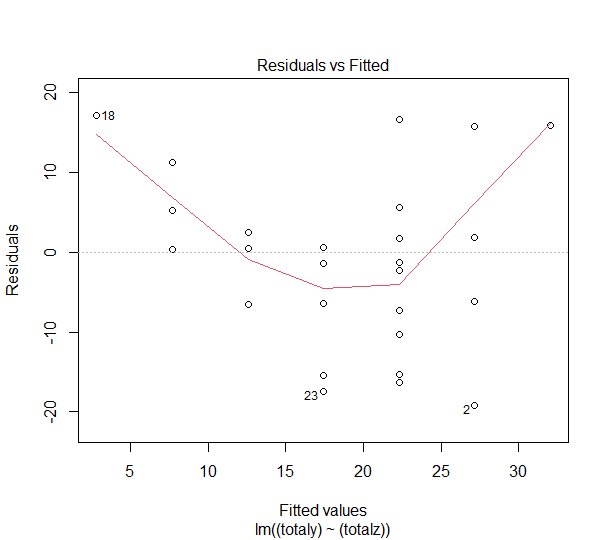 Residuals vs Fitted
20
10
0
-10
-20
Residuals
18
23
2
5 10 15 20 25 30
Fitted values
lm((totaly) ~ (totalz))